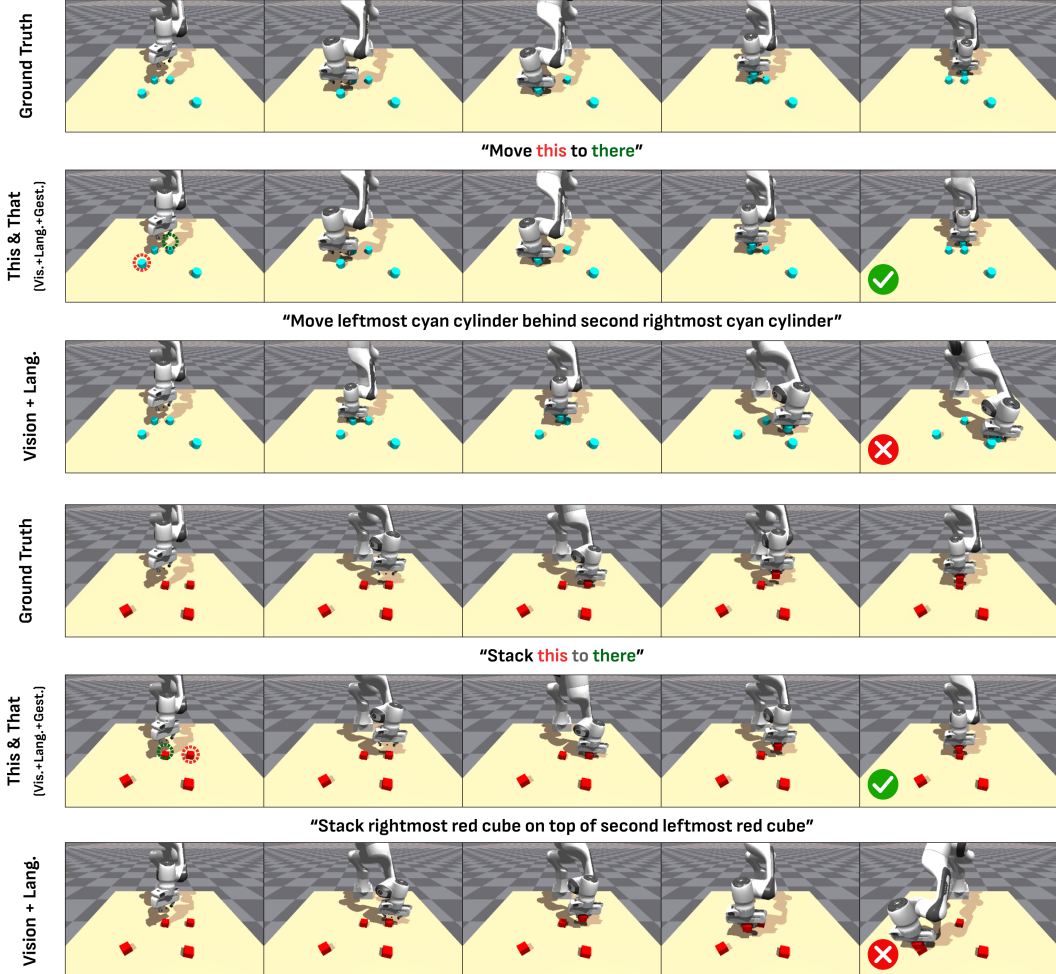 Ground Truth
“Move this to there”
This & That
(Vis.+Lang.+Gest.)
“Move leftmost cyan cylinder behind second rightmost cyan cylinder”
Vision + Lang.
Ground Truth
“Stack this to there”
This & That
(Vis.+Lang.+Gest.)
“Stack rightmost red cube on top of second leftmost red cube”
Vision + Lang.